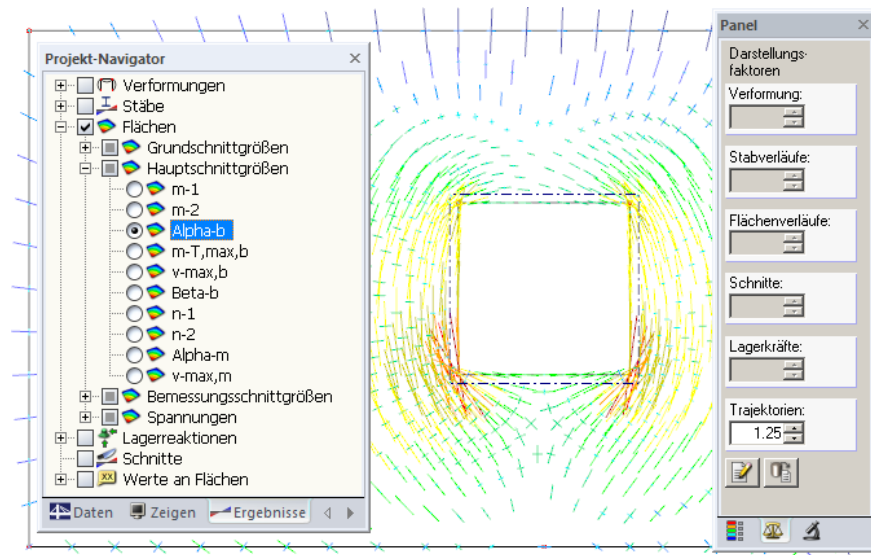 Projekt-Navigator
Verformungen
Stäbe
Flächen
Grundschnittgrößen
Hauptschnittgrößen
m-1
m-2
Alpha-b
m-T,max,b
v-max,b
Beta-b
n-1
n-2
Alpha-m
v-max,m
Bemessungsschnittgrößen
Spannungen
Lagerreaktionen
Schnitte
xx Werte an Flächen
Daten Zeigen Ergebnisse
Panel
Darstellungs-
faktoren
Verformung:
Stabverläufe:
Flächenverläufe:
Schnitte:
Lagerkräfte:
Trajektorien:
1.25